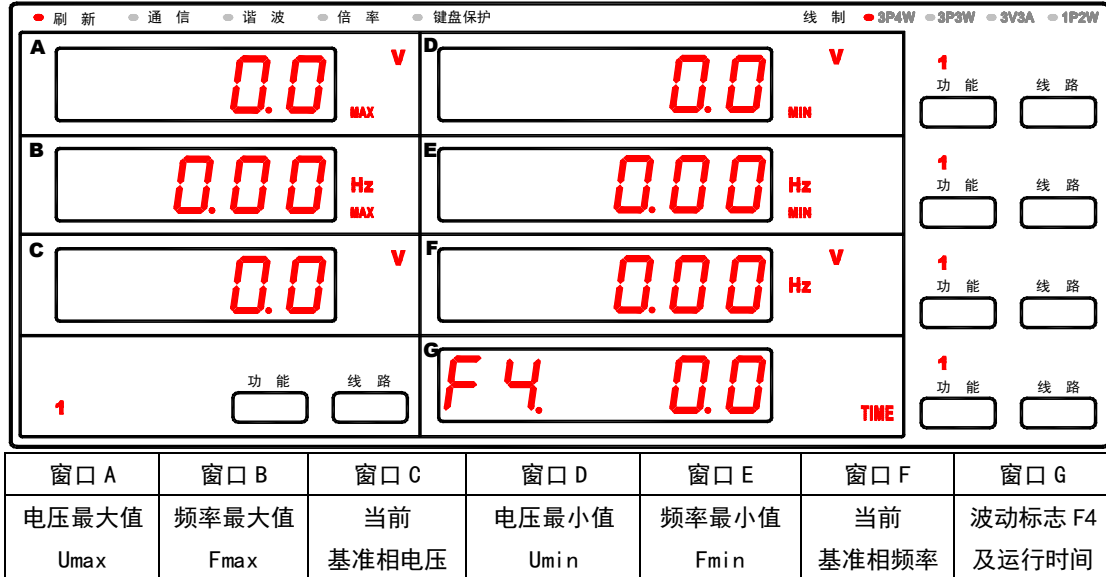 刷 新 通 信 谐 波 倍 率 键盘保护 线 制 3P4W 3P3W 3V3A 1P2W
A 0.0 V MAX D 0.0 V MIN 1 功 能 线 路
B 0.00 Hz MAX E 0.00 Hz MIN 1 功 能 线 路
C 0.0 V F 0.00 V Hz 1 功 能 线 路
1 功 能 线 路 G F4. 0.0 TIME 1 功 能 线 路
窗口 A 窗口 B 窗口 C 窗口 D 窗口 E 窗口 F 窗口 G
电压最大值 频率最大值 当前 电压最小值 频率最小值 当前 波动标志 F4
Umax Fmax 基准相电压 Umin Fmin 基准相频率 及运行时间